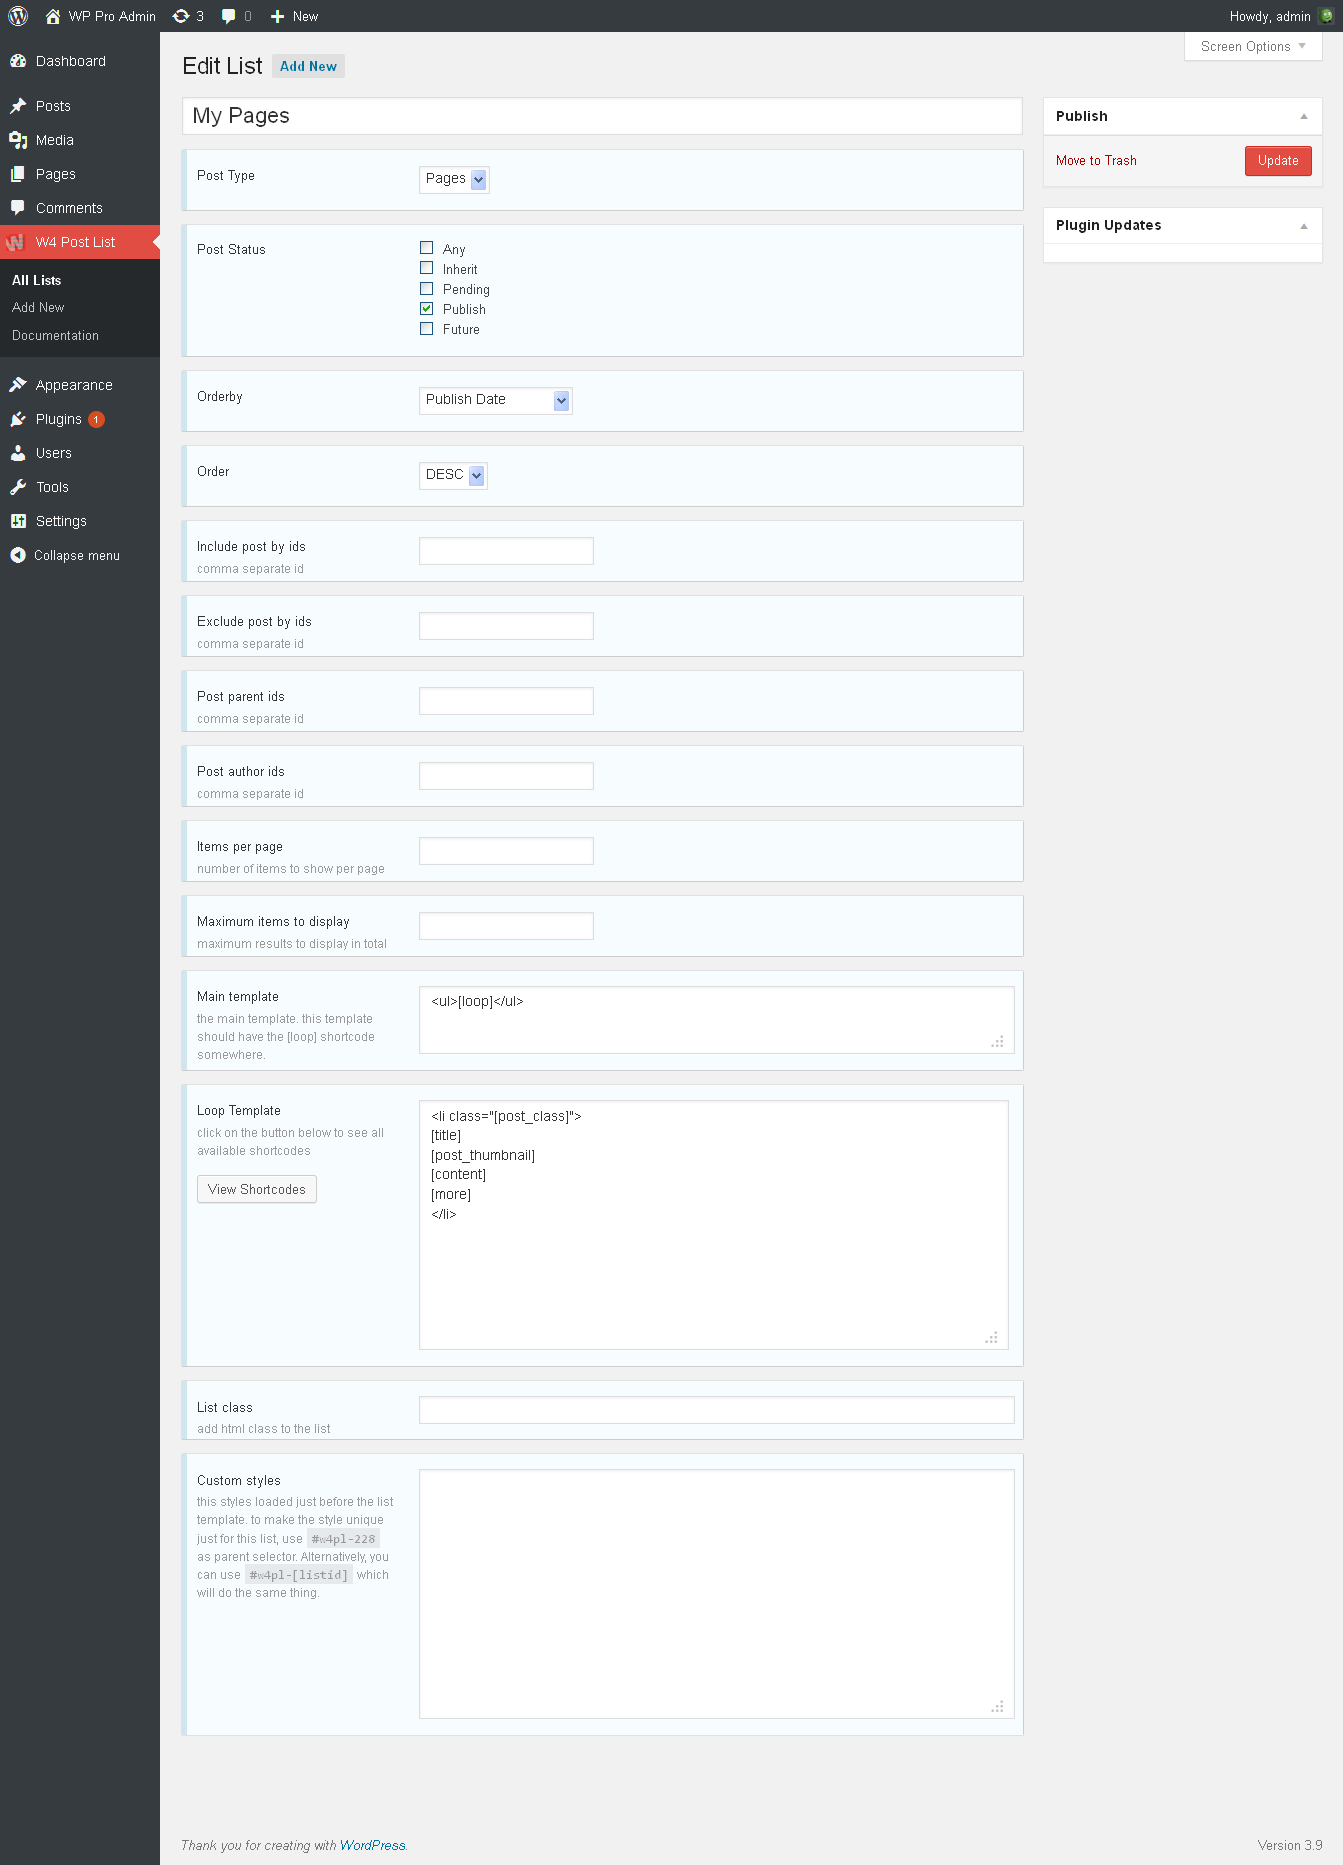 WP Pro Admin 3 0 New Howdy, admin
Screen Options
Dashboard
Posts
Media
Pages
Comments
W4 Post List
All Lists
Add New
Documentation
Appearance
Plugins 1
Users
Tools
Settings
Collapse menu
Edit List Add New
My Pages
Post Type Pages
Post Status
Any
Inherit
Pending
Publish
Future
Orderby Publish Date
Order DESC
Include post by ids
comma separate id
Exclude post by ids
comma separate id
Post parent ids
comma separate id
Post author ids
comma separate id
Items per page
number of items to show per page
Maximum items to display
maximum results to display in total
Main template
the main template. this template
should have the [loop] shortcode
somewhere.
<ul>[loop]</ul>
Loop Template
click on the button below to see all
available shortcodes
View Shortcodes
<li class="[post_class]">
[title]
[post_thumbnail]
[content]
[more]
</li>
List class
add html class to the list
Custom styles
this styles loaded just before the list
template. to make the style unique
just for this list, use #w4pl-228
as parent selector. Alternatively, you
can use #w4pl-[listid] which
will do the same thing.
Publish
Move to Trash Update
Plugin Updates
Thank you for creating with WordPress.
Version 3.9